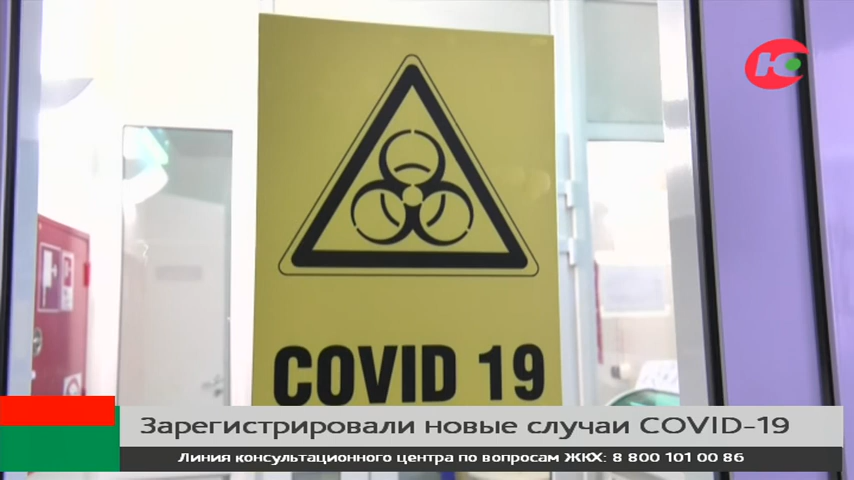 Ю
COVID 19
Зарегистрировали новые случаи COVID-19
Линия консультационного центра по вопросам ЖКХ: 8 800 101 00 86